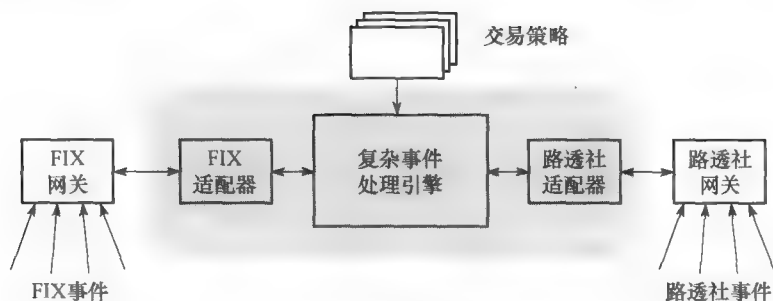 交易策略
FIX
网关
FIX
适配器
复杂事件
处理引擎
路透社
适配器
路透社
网关
FIX事件
路透社事件